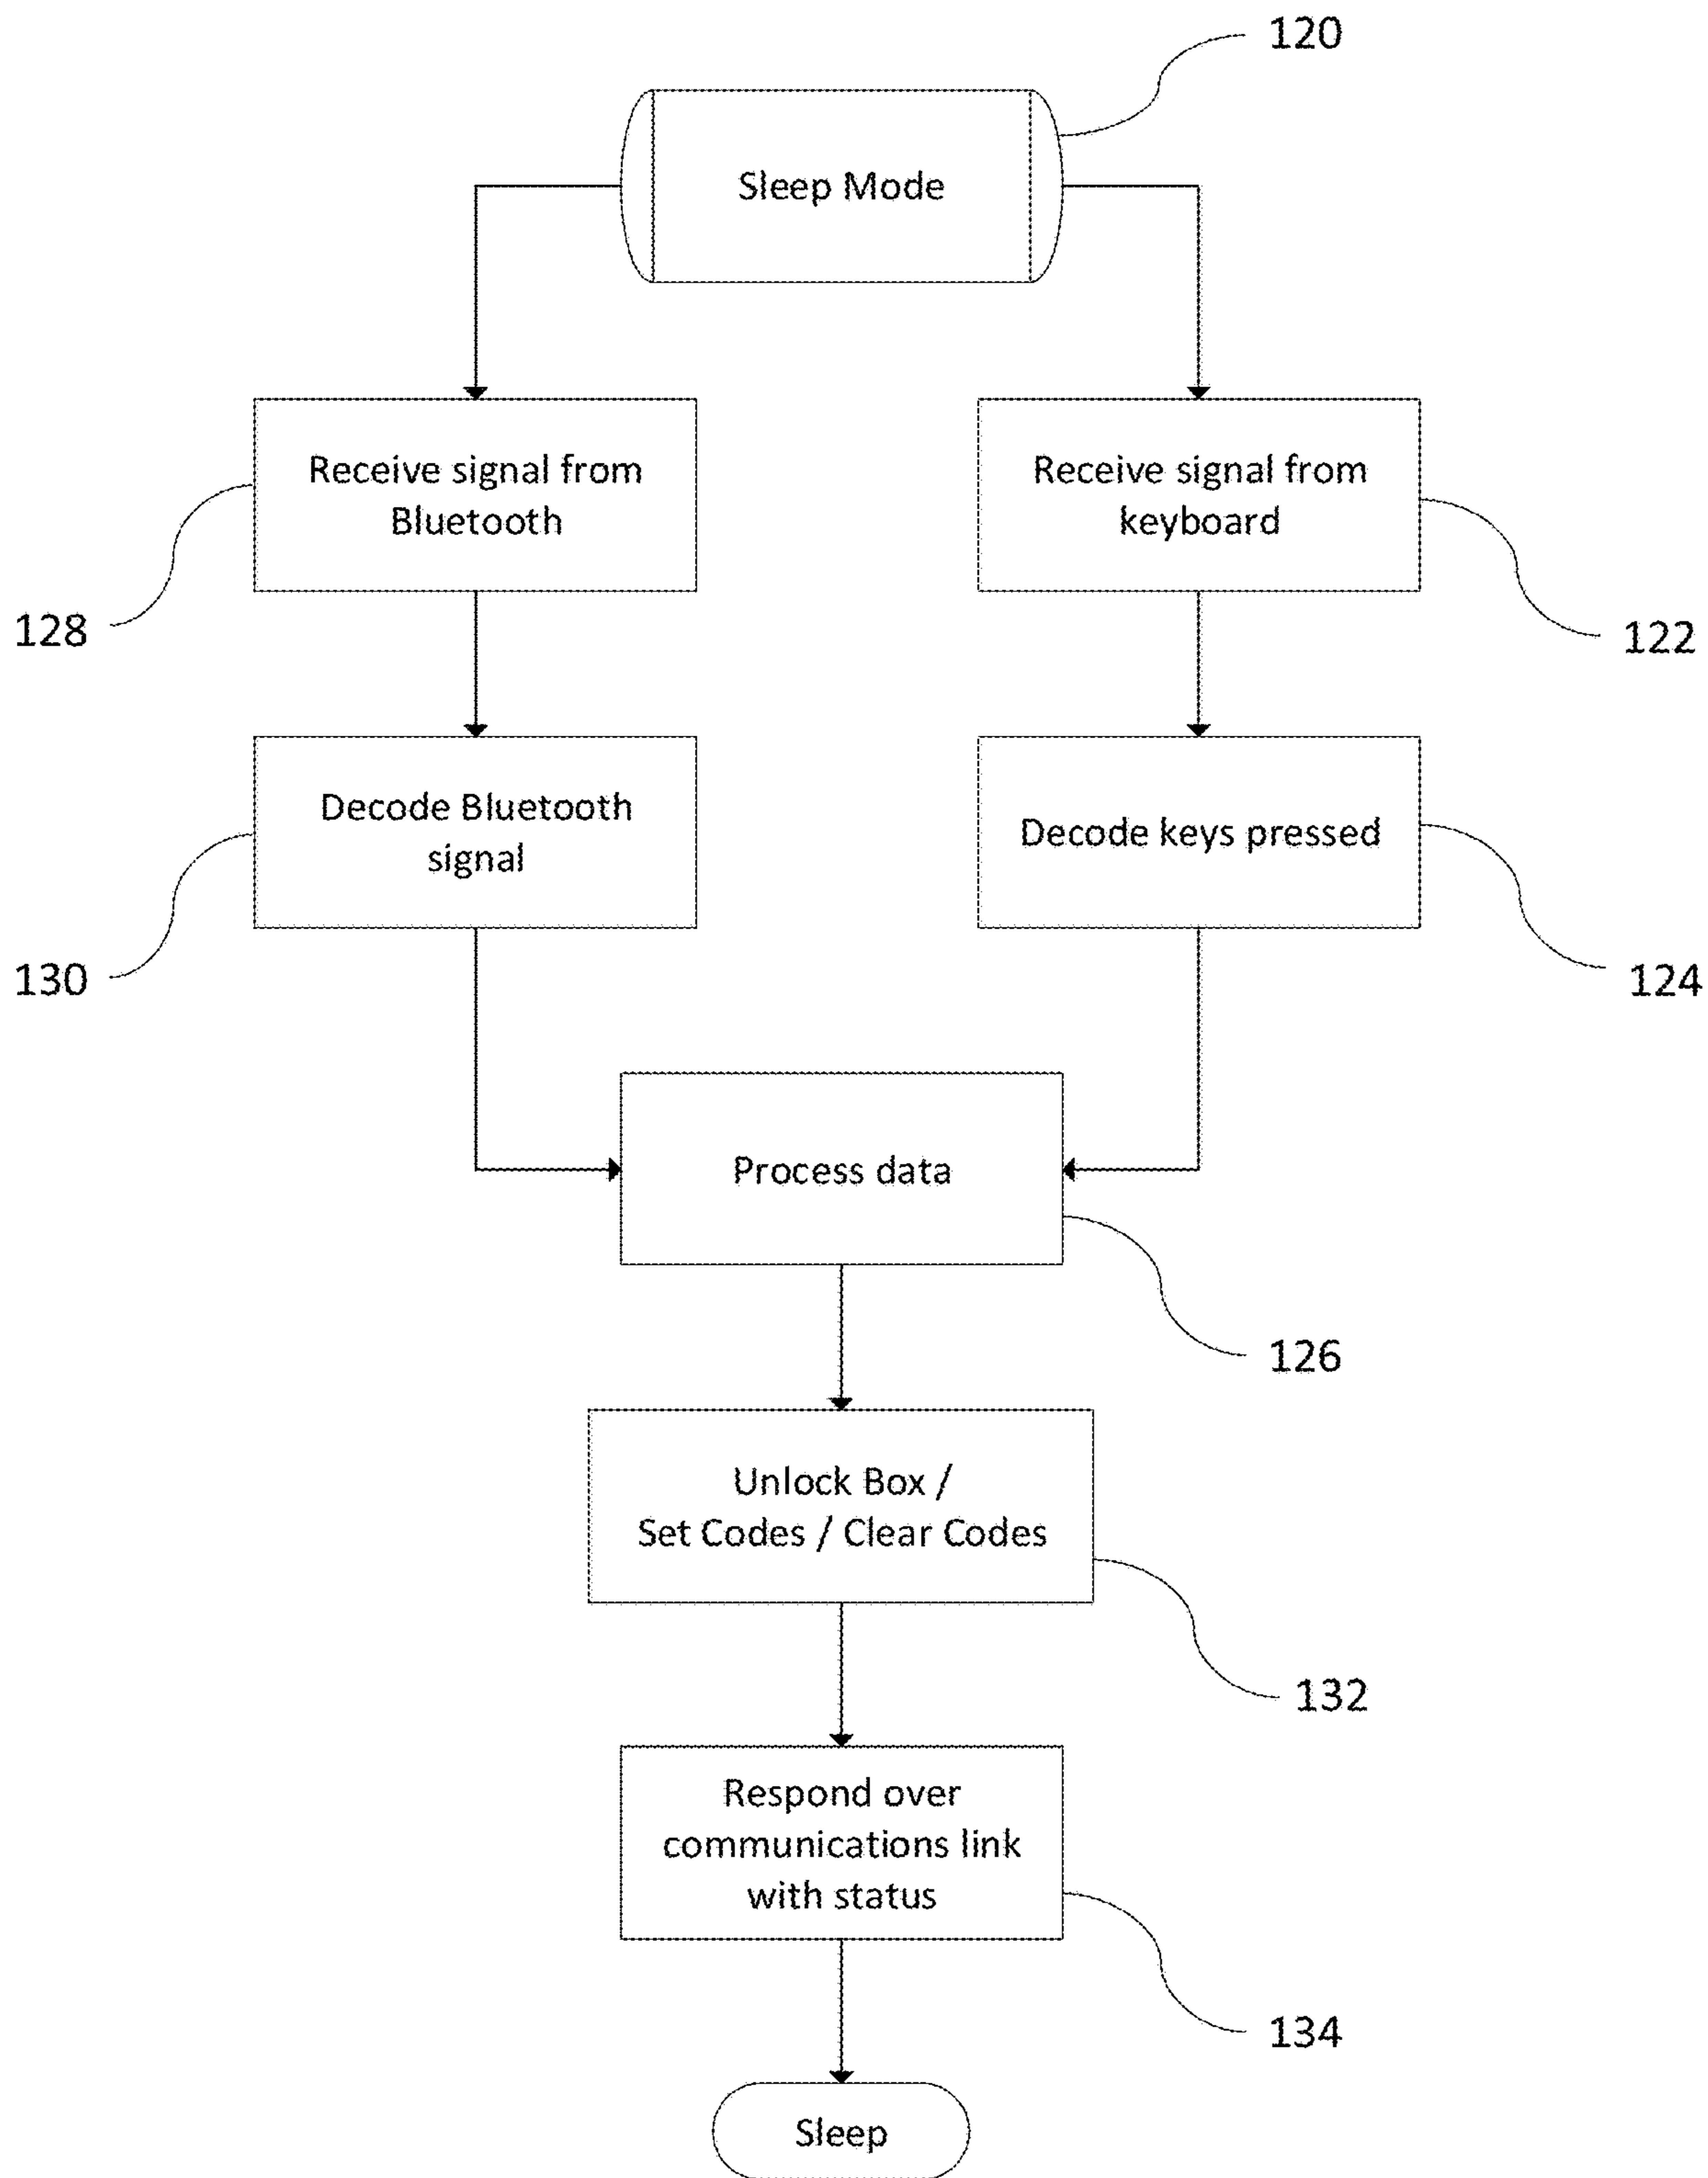 120
Sleep Mode
Receive signal from
Bluetooth
128
Receive signal from
keyboard
122
Decode Bluetooth
signal
130
Decode keys pressed
124
Process data
126
Unlock Box /
Set Codes / Clear Codes
132
Respond over
communications link
with status
134
Sleep